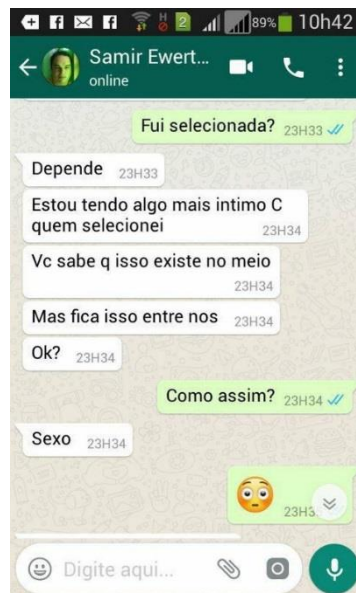 2 89% 10h42
Samir Ewert...
online
Fui selecionada? 23H33
Depende 23H33
Estou tendo algo mais intimo C
quem selecionei
23H34
Vc sabe q isso existe no meio
23H34
Mas fica isso entre nos 23H34
Ok? 23H34
Como assim? 23H34
Sexo 23H34
Digite aqui...